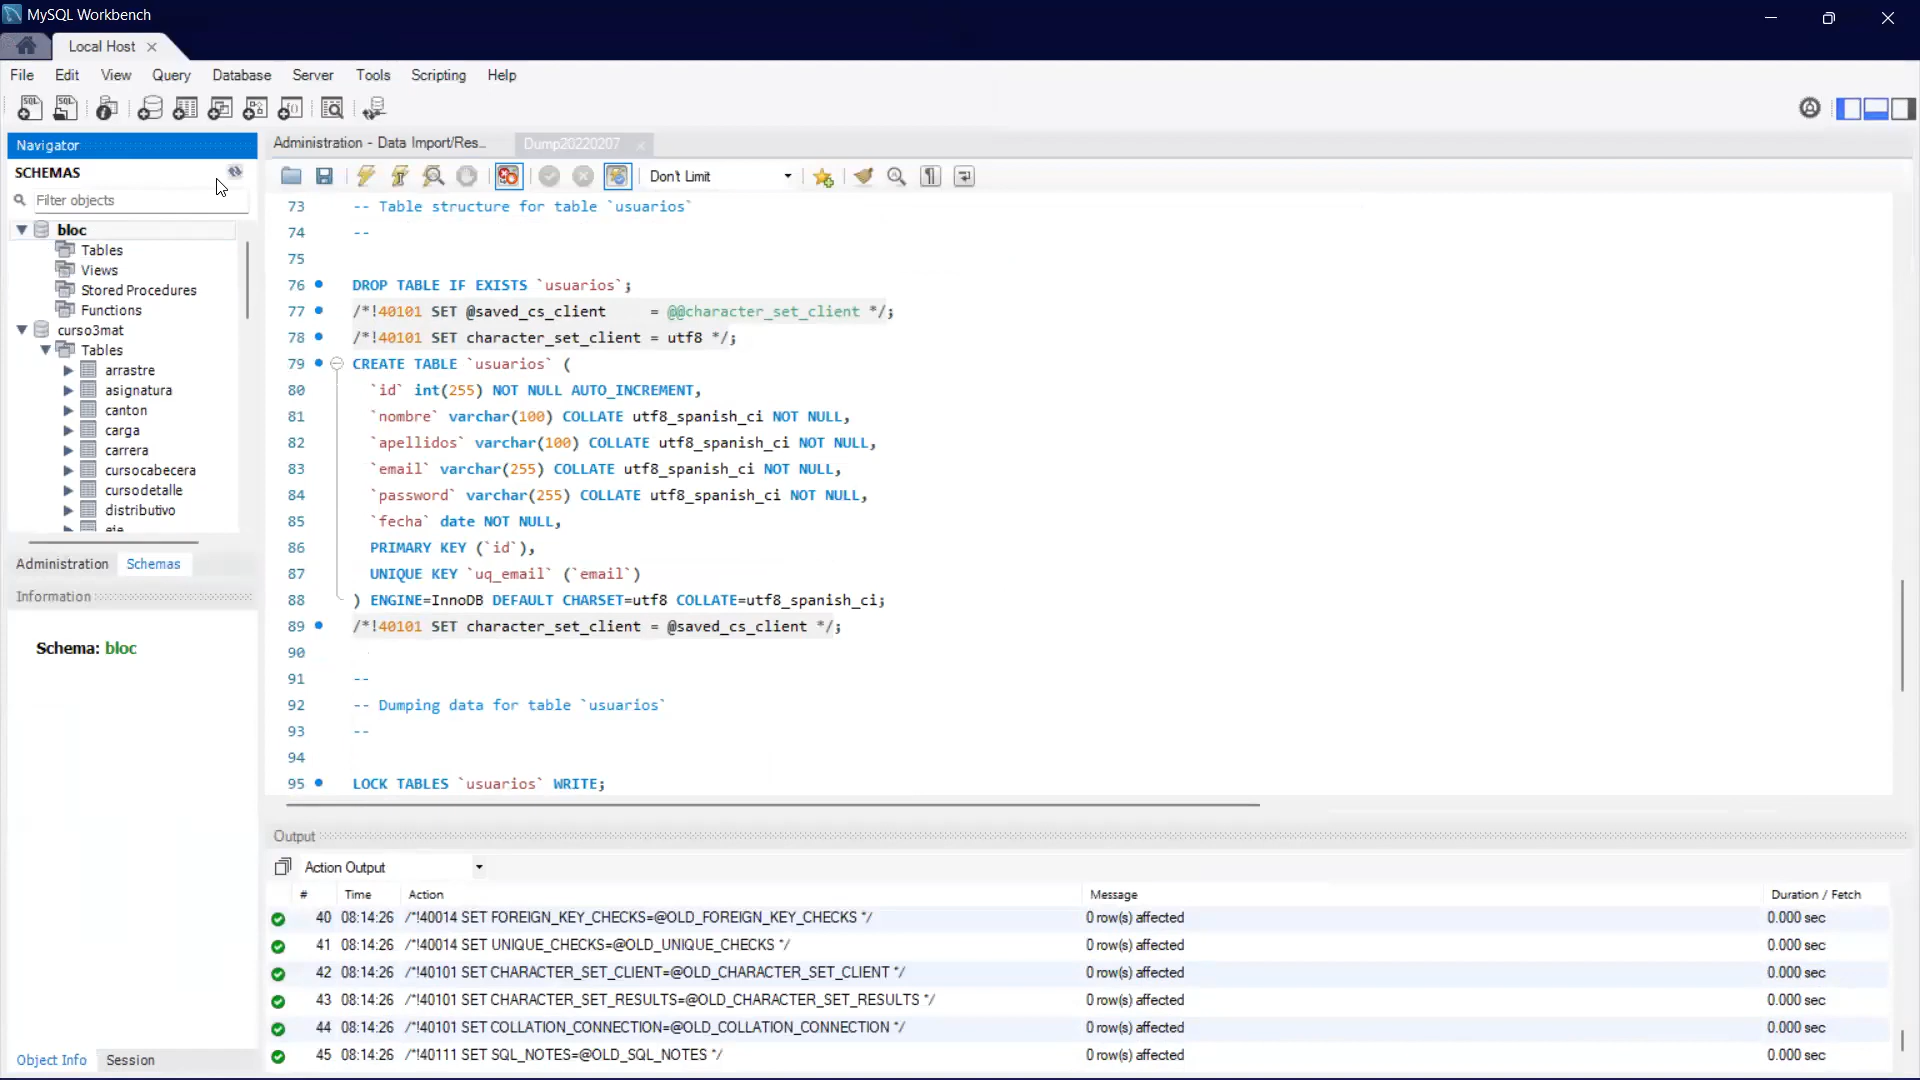 MySQL Workbench
Local Host
File Edit View Query Database Server Tools Scripting Help
Navigator
SCHEMAS
Filter objects
bloc
Tables
Views
Stored Procedures
Functions
curso3mat
Tables
arrastre
asignatura
canton
carga
carrera
cursocabecera
cursodetalle
distributivo
eje
Administration Schemas
Information
Schema: bloc
Object Info Session
Administration - Data Import/Res... Dump20220207
Don't Limit
73 -- Table structure for table `usuarios`
74 --
75
76 DROP TABLE IF EXISTS `usuarios`;
77 /*!40101 SET @saved_cs_client     = @@character_set_client */;
78 /*!40101 SET character_set_client = utf8 */;
79 CREATE TABLE `usuarios` (
80 `id` int(255) NOT NULL AUTO_INCREMENT,
81 `nombre` varchar(100) COLLATE utf8_spanish_ci NOT NULL,
82 `apellidos` varchar(100) COLLATE utf8_spanish_ci NOT NULL,
83 `email` varchar(255) COLLATE utf8_spanish_ci NOT NULL,
84 `password` varchar(255) COLLATE utf8_spanish_ci NOT NULL,
85 `fecha` date NOT NULL,
86 PRIMARY KEY (`id`),
87 UNIQUE KEY `uq_email` (`email`)
88 ) ENGINE=InnoDB DEFAULT CHARSET=utf8 COLLATE=utf8_spanish_ci;
89 /*!40101 SET character_set_client = @saved_cs_client */;
90
91 --
92 -- Dumping data for table `usuarios`
93 --
94
95 LOCK TABLES `usuarios` WRITE;
Output
Action Output
# Time Action Message Duration / Fetch
40 08:14:26 /*!40014 SET FOREIGN_KEY_CHECKS=@OLD_FOREIGN_KEY_CHECKS */ 0 row(s) affected 0.000 sec
41 08:14:26 /*!40014 SET UNIQUE_CHECKS=@OLD_UNIQUE_CHECKS */ 0 row(s) affected 0.000 sec
42 08:14:26 /*!40101 SET CHARACTER_SET_CLIENT=@OLD_CHARACTER_SET_CLIENT */ 0 row(s) affected 0.000 sec
43 08:14:26 /*!40101 SET CHARACTER_SET_RESULTS=@OLD_CHARACTER_SET_RESULTS */ 0 row(s) affected 0.000 sec
44 08:14:26 /*!40101 SET COLLATION_CONNECTION=@OLD_COLLATION_CONNECTION */ 0 row(s) affected 0.000 sec
45 08:14:26 /*!40111 SET SQL_NOTES=@OLD_SQL_NOTES */ 0 row(s) affected 0.000 sec